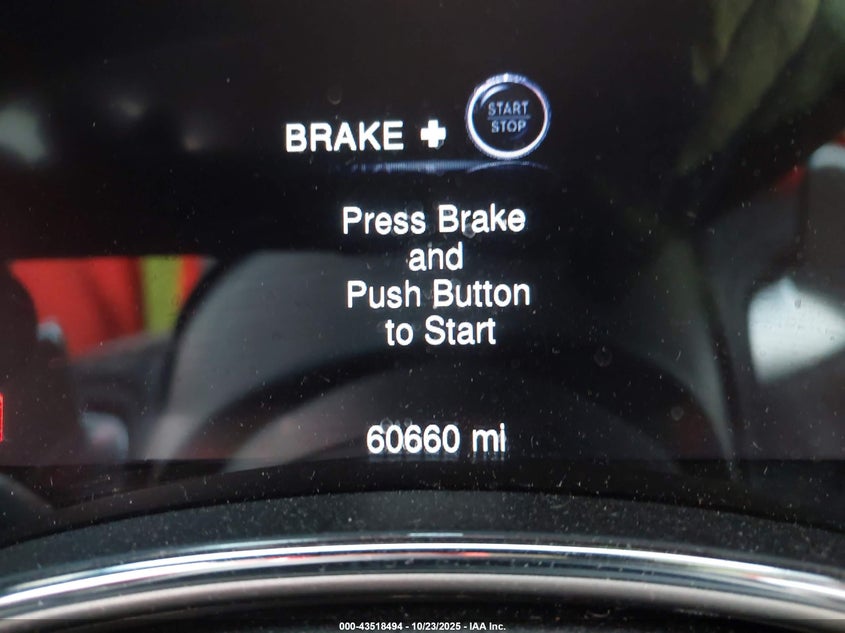 BRAKE ✚ START
STOP
Press Brake
and
Push Button
to Start
60660 mi
000-43518494 - 10/23/2025 - IAA Inc.